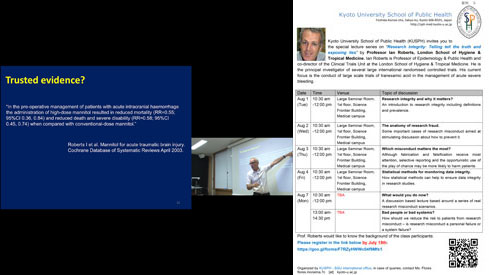 Trusted evidence?
"In the pre-operative management of patients with acute intracranial haemorrhage
the administration of high-dose mannitol resulted in reduced mortality (RR=0.55;
95%CI 0.36, 0.84) and reduced death and severe disability (RR=0.58; 95%CI
0.45, 0.74) when compared with conventional-dose mannitol."
Roberts I et al. Mannitol for acute traumatic brain injury.
Cochrane Database of Systematic Reviews April 2003.
Kyoto University School of Public Health
Kyoto University School of Public Health (KUSPH) invites you to
the special lecture series on "Research integrity: Telling left the truth and
exposing lies" by Professor Ian Roberts, London School of Hygiene &
Tropical Medicine. Ian Roberts is Professor of Epidemiology & Public Health and
co-director of the Clinical Trials Unit at the London School of Hygiene & Tropical Medicine. He is
the principal investigator of several large international randomised controlled trials. His current
focus is the conduct of large scale trials of tranexamic acid in the management of acute severe
bleeding.
Date Time Venue Topic of discussion
Aug 1 (Tue) 10:30 am -12:00 pm Large Seminar Room, 1st floor, Science Frontier Building, Medical campus
Research integrity and why it matters?
An introduction to research integrity including definitions and prevalence.
Aug 2 (Wed) 10:30 am -12:00 pm Large Seminar Room, 1st floor, Science Frontier Building, Medical campus
The anatomy of research fraud
Some important cases of research misconduct aimed at stimulating discussion about how to prevent it
Aug 3 (Thu) 10:30 am -12:00 pm Large Seminar Room, 1st floor, Science Frontier Building, Medical campus
Which misconduct matters the most?
Although fabrication and falsification receive most attention, selective reporting and the opportunistic use of the play of chance may be more likely to harm patients.
Aug 4 (Fri) 10:30 am -12:00 pm Large Seminar Room, 1st floor, Science Frontier Building, Medical campus
Statistical methods for monitoring data integrity.
How statistical methods can help to ensure data integrity in research studies.
Aug 7 (Mon) 10:30 am -12:00 pm TBA
What would you do now?
A discussion based lecture around a series of real research misconduct scenarios
13:00 am -14:30 pm TBA
Bad people or bad systems?
How should we reduce the risk to patients from research misconduct – is research misconduct a personal failure or a system failure?
Prof. Roberts would like to know the background of the class participants.
Please register in the link below by July 18th.